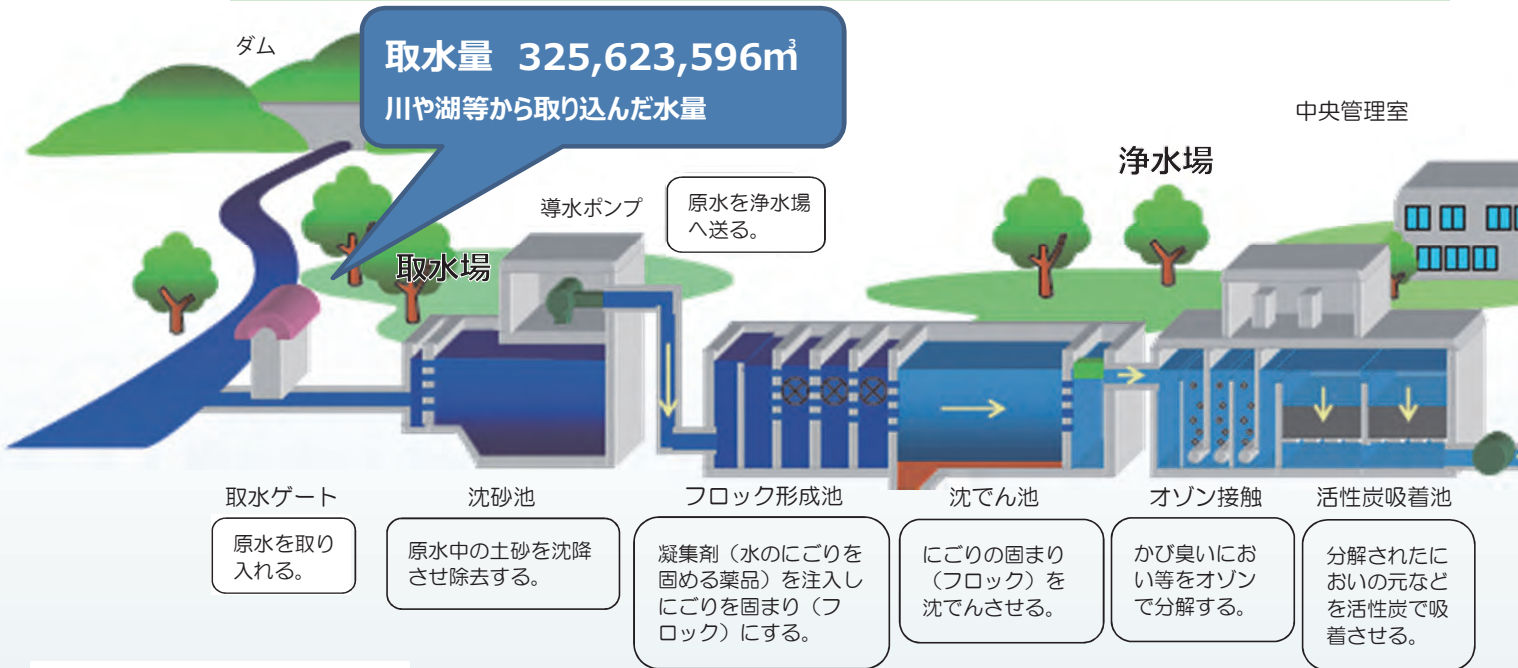 ダム
取水量 325,623,596㎥
川や湖等から取り込んだ水量
中央管理室
浄水場
導水ポンプ
原水を浄水場
へ送る。
取水場
取水ゲート
原水を取り
入れる。
沈砂池
原水中の土砂を沈降
させ除去する。
フロック形成池
凝集剤（水のにごりを
固める薬品）を注入し
にごりを固まり（フ
ロック）にする。
沈でん池
にごりの固まり
（フロック）を
沈でんさせる。
オゾン接触
かび臭いにお
い等をオゾン
で分解する。
活性炭吸着池
分解されたに
おいの元など
を活性炭で吸
着させる。